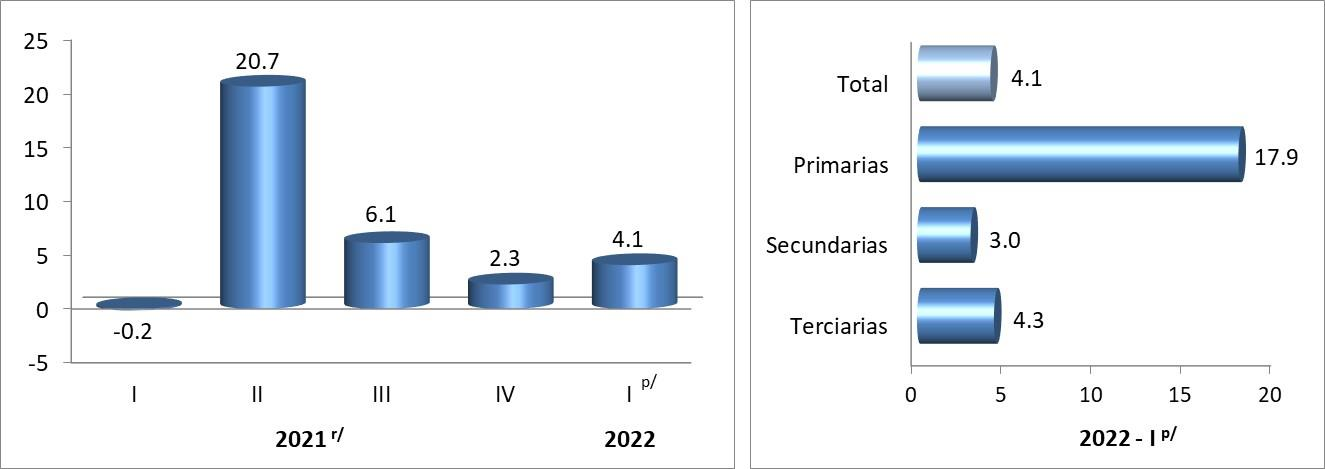 25
20
15
10
5
0
-5
-0.2
20.7
6.1
2.3
4.1
I II III IV I p/
2021 r/ 2022
Total 4.1
Primarias 17.9
Secundarias 3.0
Terciarias 4.3
0 5 10 15 20
2022 - I p/